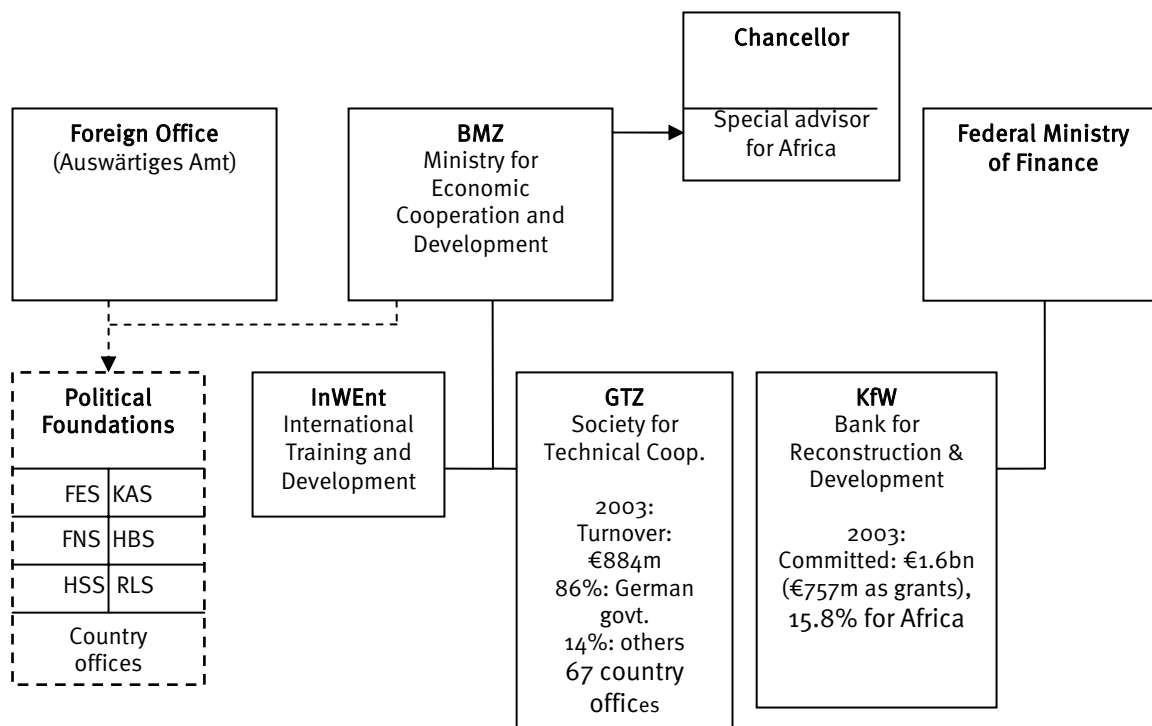 Chancellor
Special advisor
for Africa
Foreign Office
(Auswärtiges Amt)
BMZ
Ministry for
Economic
Cooperation and
Development
Federal Ministry
of Finance
Political
Foundations
FES KAS
FNS HBS
HSS RLS
Country
offices
InWEnt
International
Training and
Development
GTZ
Society for
Technical Coop.
2003:
Turnover:
€884m
86%: German
govt.
14%: others
67 country
offices
KfW
Bank for
Reconstruction &
Development
2003:
Committed: €1.6bn
(€757m as grants),
15.8% for Africa